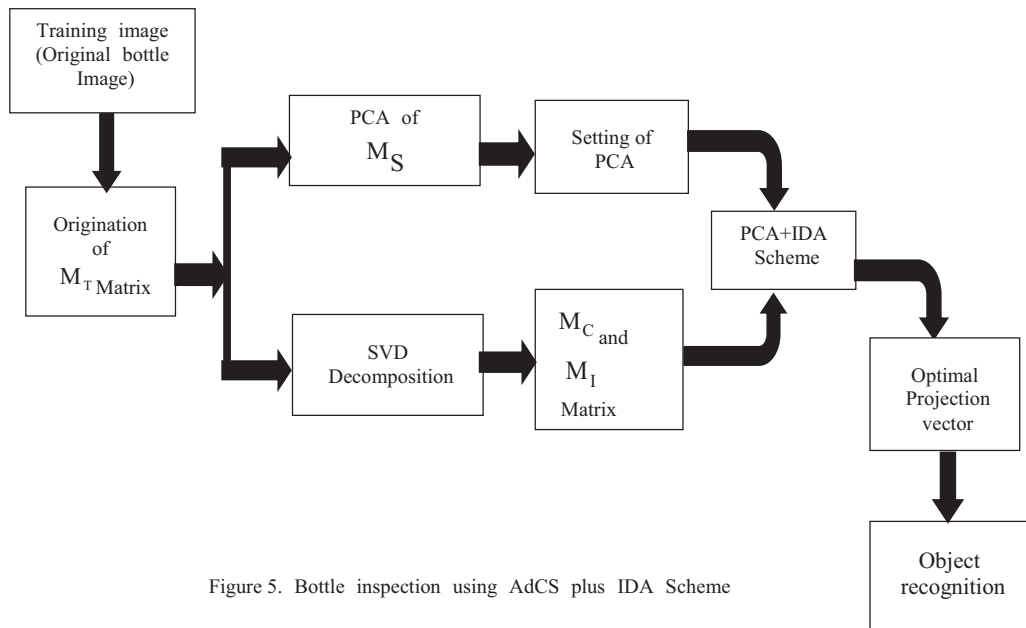 Training image
(Original bottle
Image)
Origination
of
M_T Matrix
PCA of
M_S
Setting of
PCA
SVD
Decomposition
M_C and
M_I
Matrix
PCA+IDA
Scheme
Optimal
Projection
vector
Object
recognition
Figure 5. Bottle inspection using AdCS plus IDA Scheme